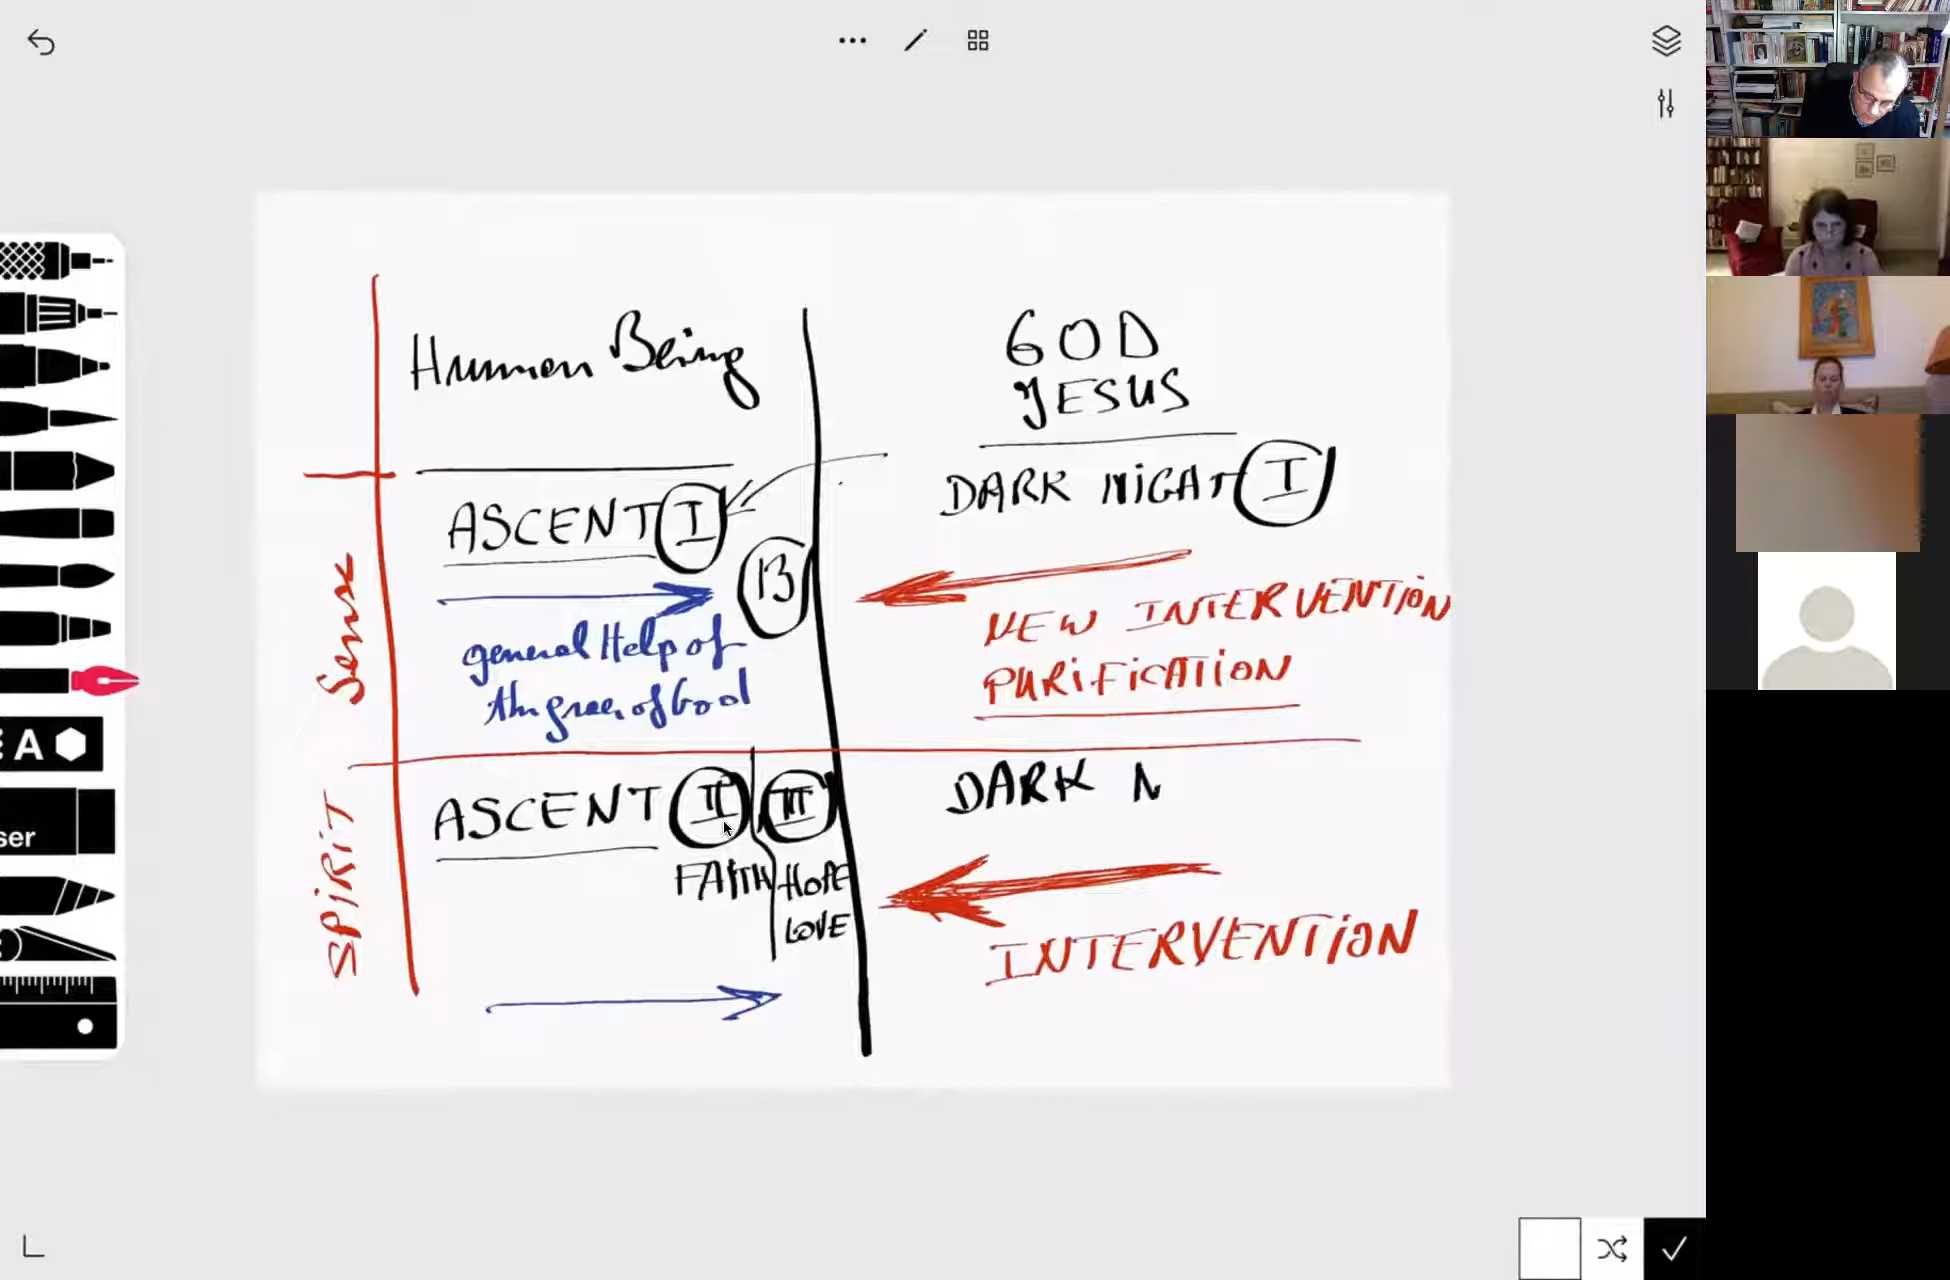 Human Being
GOD
JESUS
ASCENT I
DARK NIGHT I
13
Sense
general Help of
the grace of God
NEW INTERVENTION
PURIFICATION
ASCENT II III
DARK N
SPIRIT
FAITH HOPE
LOVE
INTERVENTION
A
ser